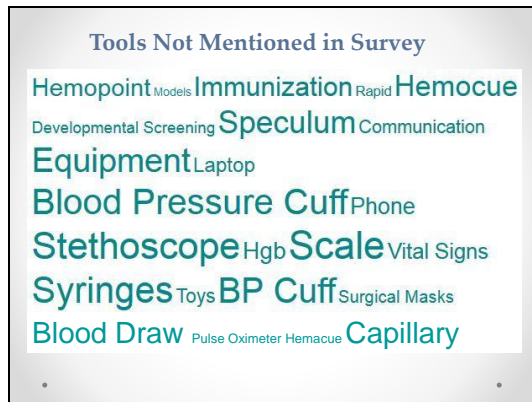 Tools Not Mentioned in Survey
Hemopoint Models Immunization Rapid Hemocue
Developmental Screening Speculum Communication
Equipment Laptop
Blood Pressure Cuff Phone
Stethoscope Hgb Scale Vital Signs
Syringes Toys BP Cuff Surgical Masks
Blood Draw Pulse Oximeter Hemacue Capillary